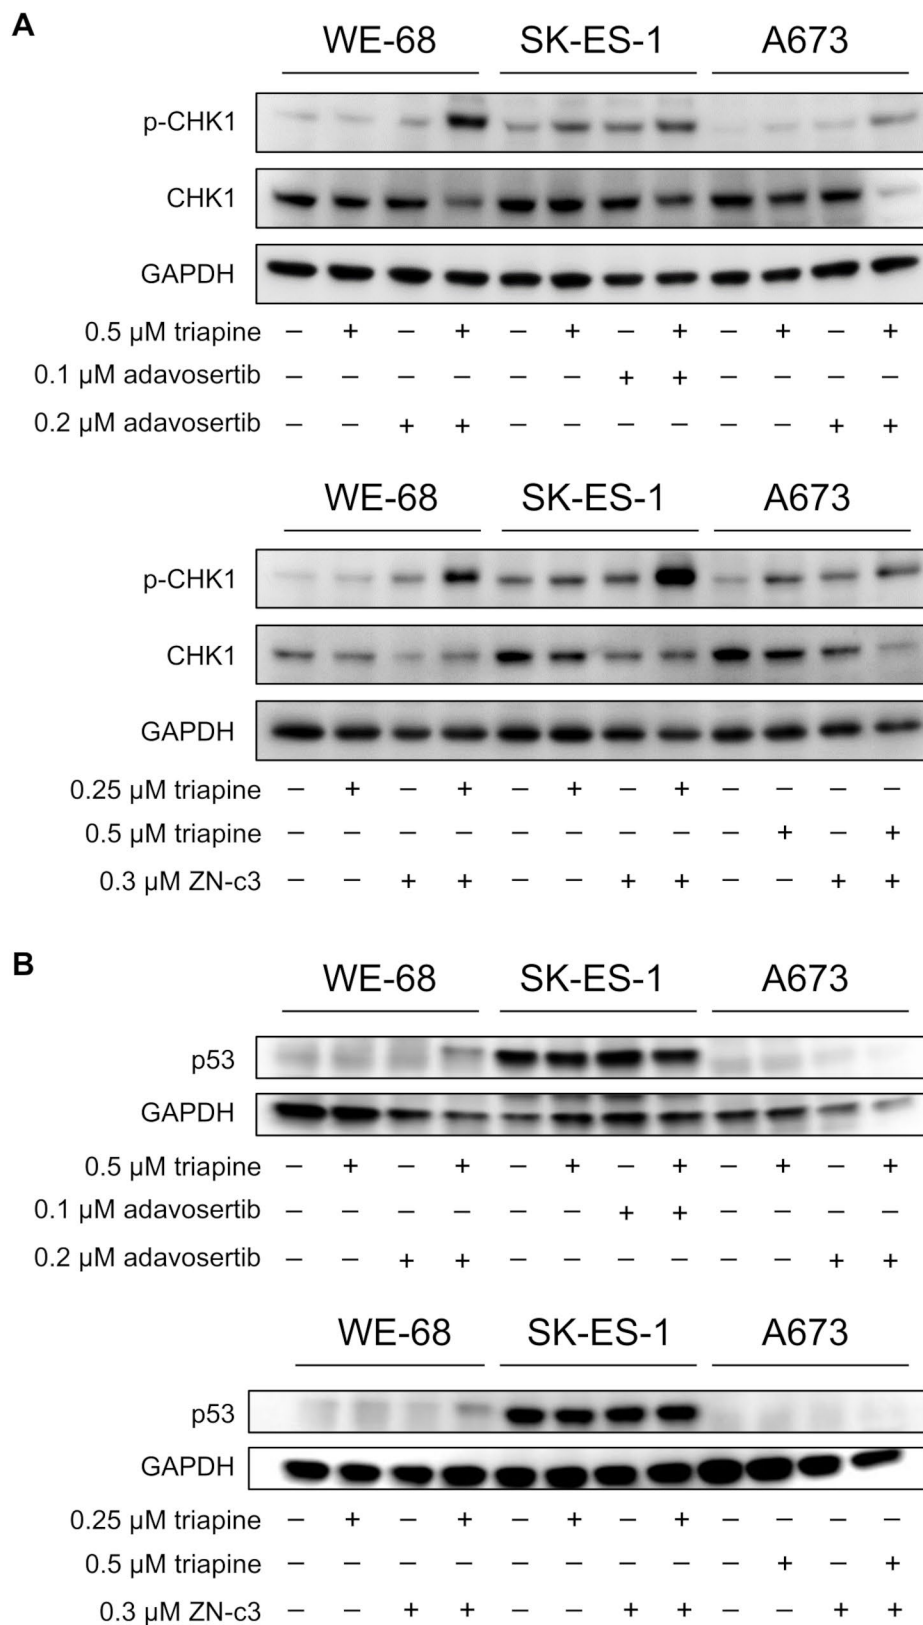 A
WE-68 SK-ES-1 A673
p-CHK1
CHK1
GAPDH
0.5 µM triapine – + – + – + – + – + – +
0.1 µM adavosertib – – – – – – + + – – – –
0.2 µM adavosertib – – + + – – – – – – + +
WE-68 SK-ES-1 A673
p-CHK1
CHK1
GAPDH
0.25 µM triapine – + – + – + – + – – – –
0.5 µM triapine – – – – – – – – – + – +
0.3 µM ZN-c3 – – + + – – + + – – + +
B
WE-68 SK-ES-1 A673
p53
GAPDH
0.5 µM triapine – + – + – + – + – + – +
0.1 µM adavosertib – – – – – – + + – – – –
0.2 µM adavosertib – – + + – – – – – – + +
WE-68 SK-ES-1 A673
p53
GAPDH
0.25 µM triapine – + – + – + – + – – – –
0.5 µM triapine – – – – – – – – – + – +
0.3 µM ZN-c3 – – + + – – + + – – + +